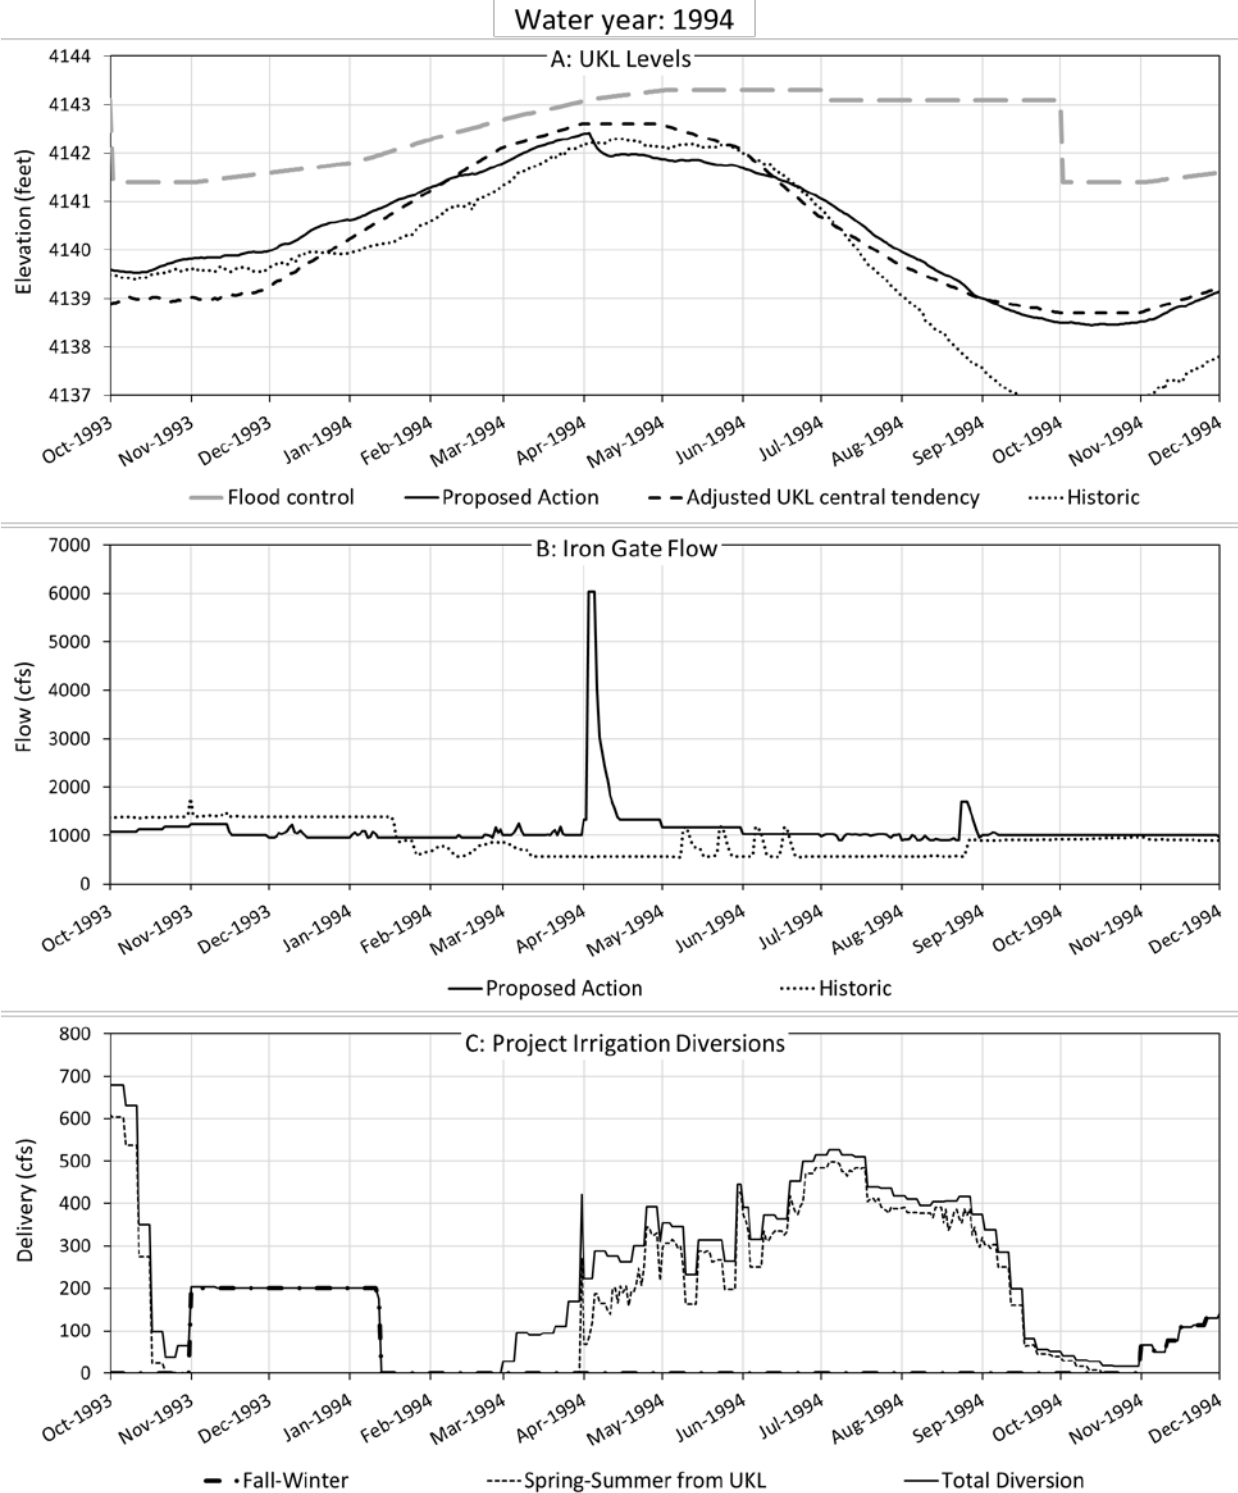 Water year: 1994
A: UKL Levels
Elevation (feet)
4144
4143
4142
4141
4140
4139
4138
4137
Oct-1993 Nov-1993 Dec-1993 Jan-1994 Feb-1994 Mar-1994 Apr-1994 May-1994 Jun-1994 Jul-1994 Aug-1994 Sep-1994 Oct-1994 Nov-1994 Dec-1994
Flood control Proposed Action Adjusted UKL central tendency Historic
B: Iron Gate Flow
Flow (cfs)
7000
6000
5000
4000
3000
2000
1000
0
Oct-1993 Nov-1993 Dec-1993 Jan-1994 Feb-1994 Mar-1994 Apr-1994 May-1994 Jun-1994 Jul-1994 Aug-1994 Sep-1994 Oct-1994 Nov-1994 Dec-1994
Proposed Action Historic
C: Project Irrigation Diversions
Delivery (cfs)
800
700
600
500
400
300
200
100
0
Oct-1993 Nov-1993 Dec-1993 Jan-1994 Feb-1994 Mar-1994 Apr-1994 May-1994 Jun-1994 Jul-1994 Aug-1994 Sep-1994 Oct-1994 Nov-1994 Dec-1994
Fall-Winter Spring-Summer from UKL Total Diversion